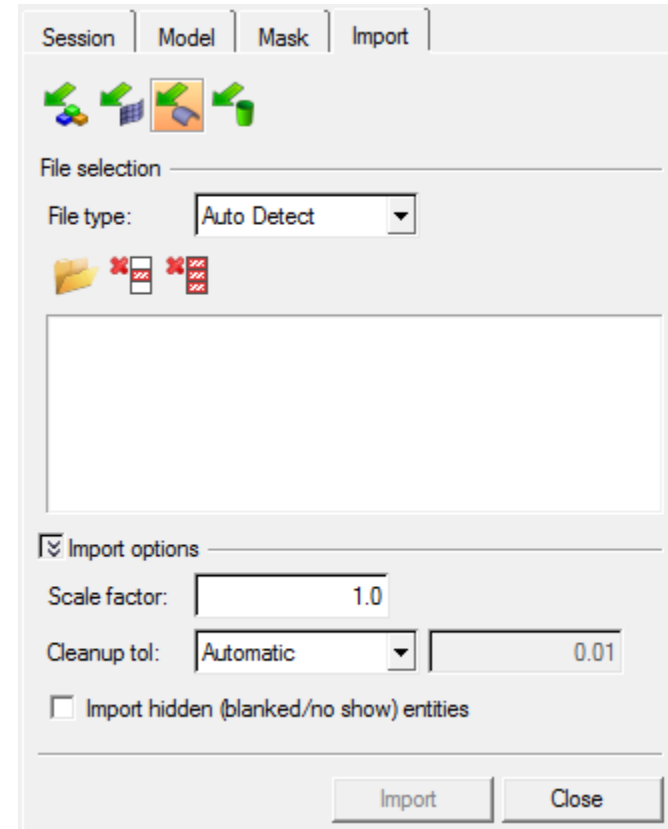 Session Model Mask Import
File selection
File type: Auto Detect
Import options
Scale factor: 1.0
Cleanup tol: Automatic 0.01
Import hidden (blanked/no show) entities
Import Close